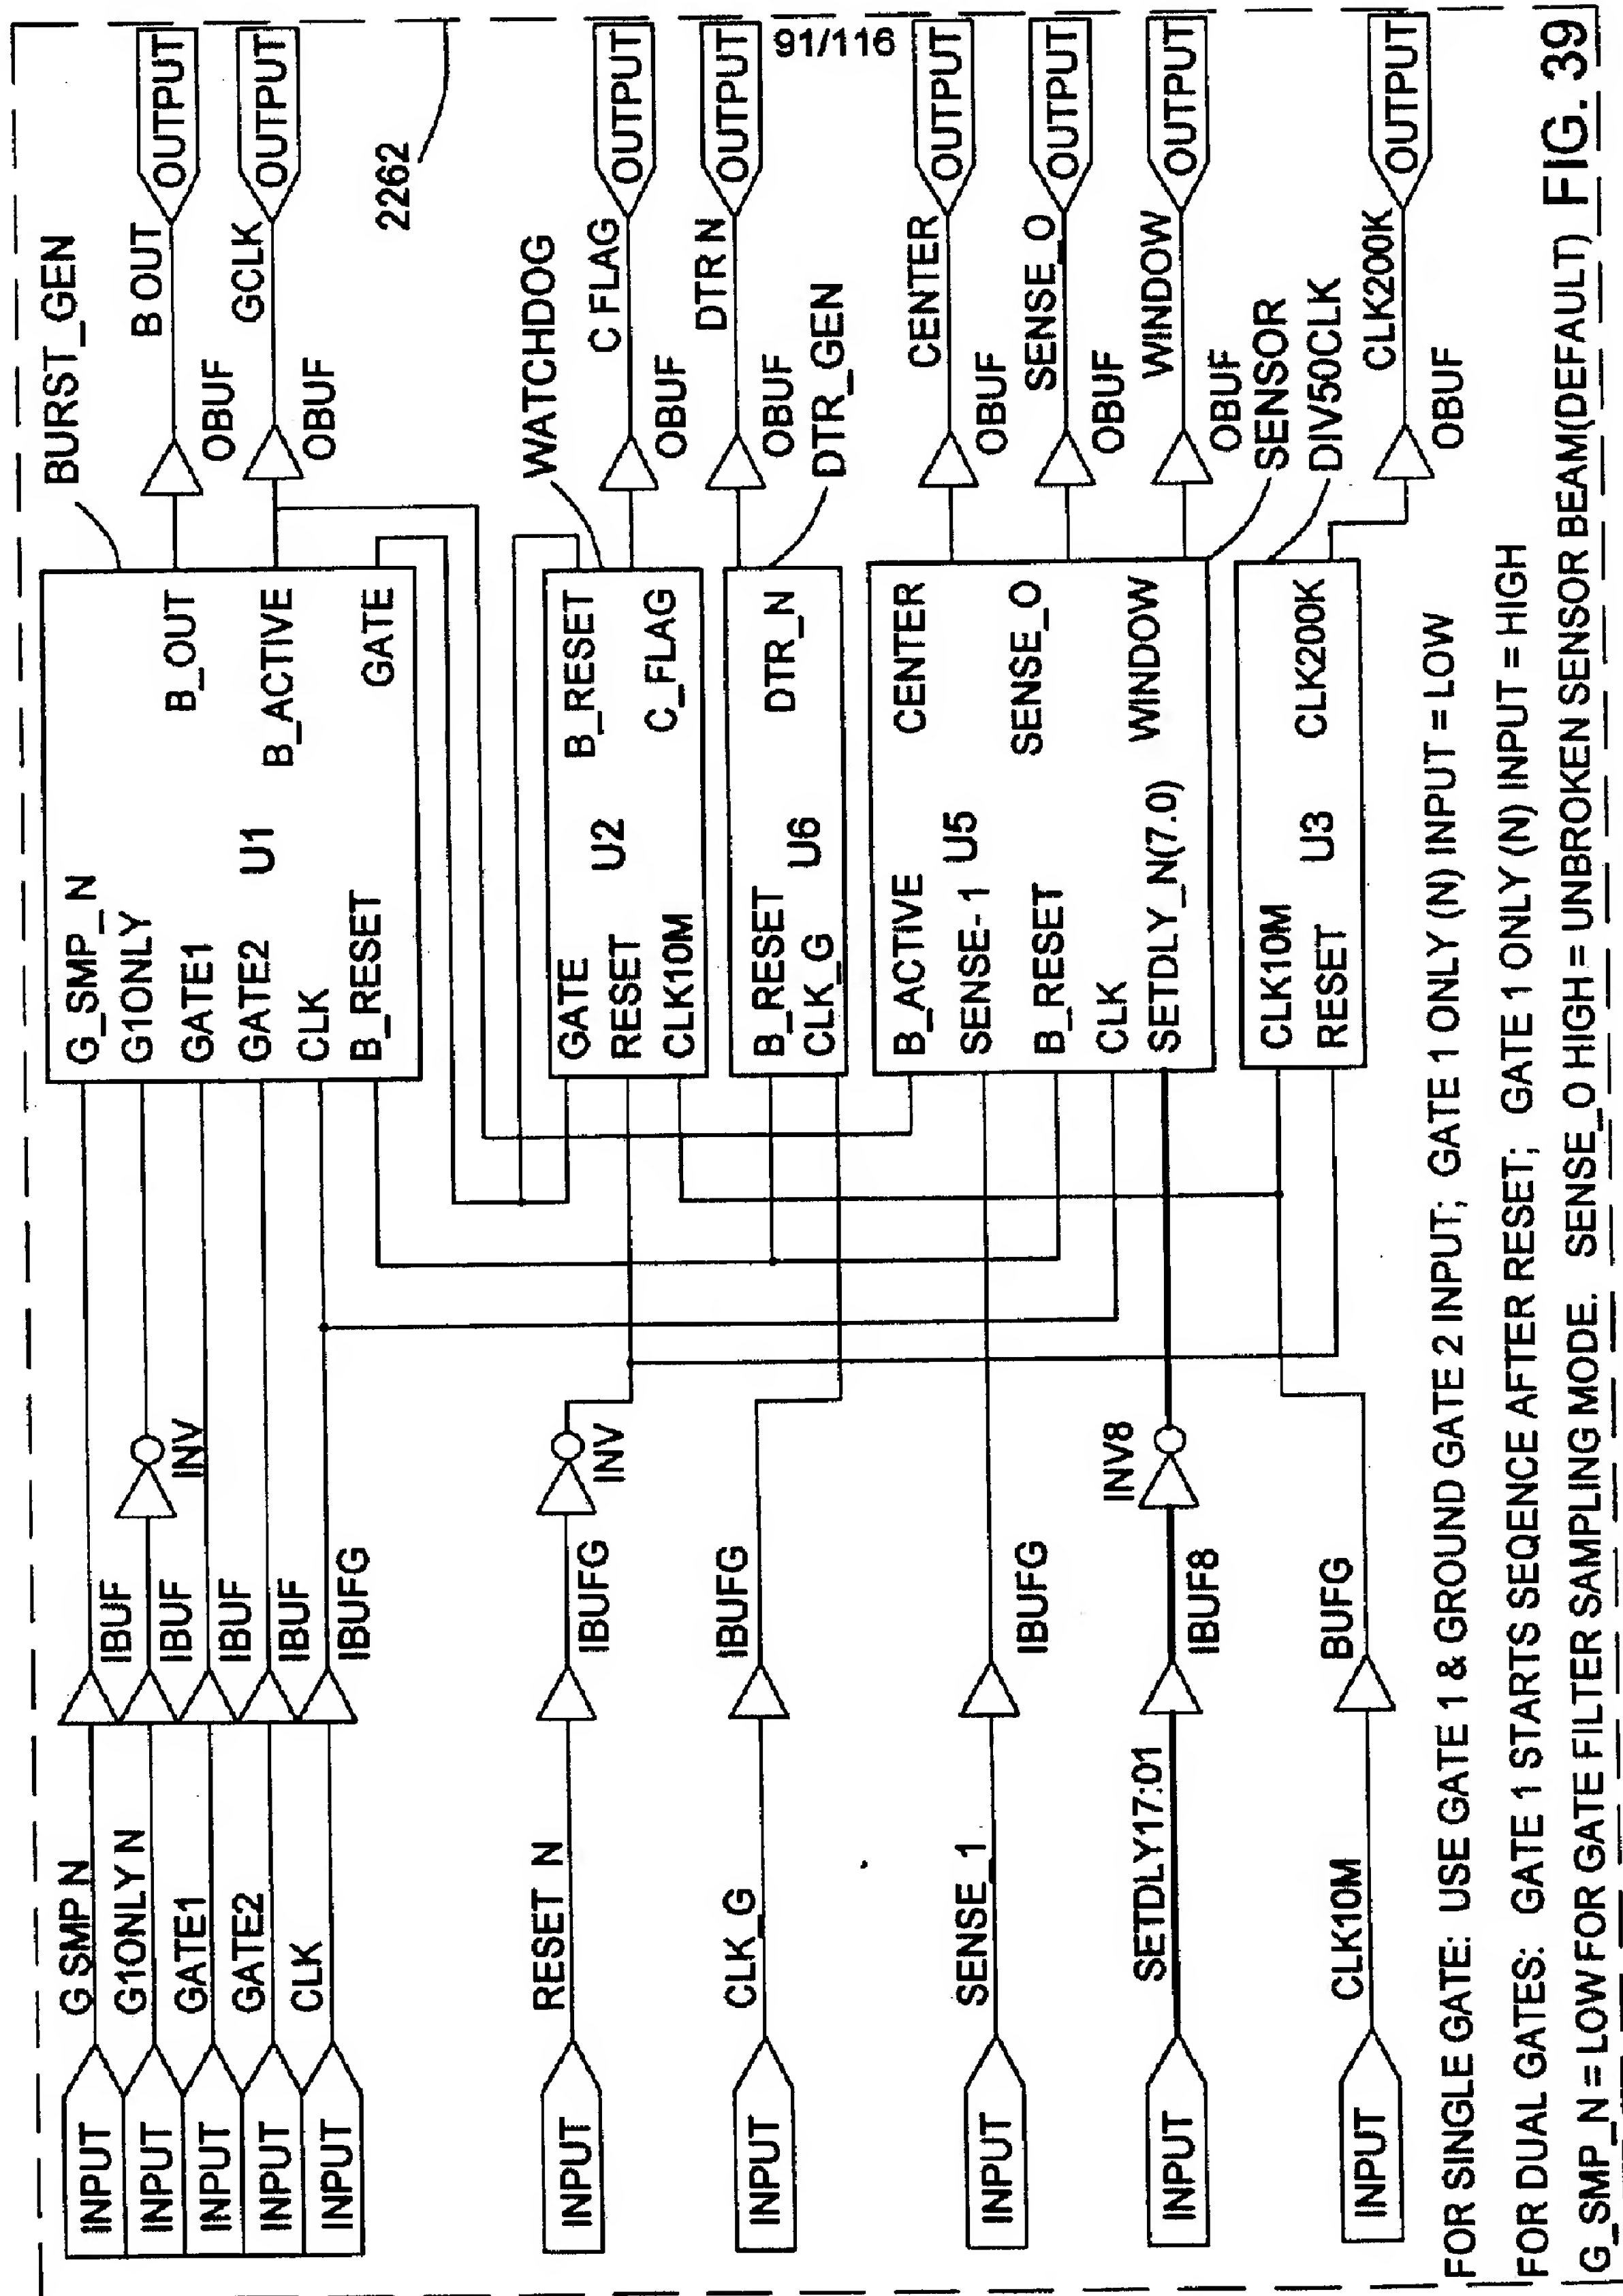 91/116
2262
INPUT
INPUT
INPUT
INPUT
INPUT
G SMP N
G1ONLY N
GATE1
GATE2
CLK
IBUF
IBUF
IBUF
IBUF
IBUFG
INV
G_SMP_N
G1ONLY
GATE1
GATE2
CLK
B_RESET
U1
B_OUT
B_ACTIVE
GATE
BURST_GEN
OBUF
OBUF
B OUT
GCLK
OUTPUT
OUTPUT
INPUT
RESET N
IBUFG
INV
GATE
RESET
CLK10M
U2
B_RESET
C_FLAG
WATCHDOG
OBUF
C FLAG
OUTPUT
INPUT
CLK_G
IBUFG
B_RESET
CLK_G
U6
DTR_N
DTR_GEN
OBUF
DTR N
OUTPUT
INPUT
SENSE_1
IBUFG
INPUT
SETDLY17:01
IBUF8
INV8
B_ACTIVE
SENSE-1
B_RESET
CLK
SETDLY_N(7.0)
U5
CENTER
SENSE_O
WINDOW
SENSOR
OBUF
OBUF
OBUF
CENTER
SENSE_O
WINDOW
OUTPUT
OUTPUT
OUTPUT
INPUT
CLK10M
BUFG
CLK10M
RESET
U3
CLK200K
DIV50CLK
OBUF
CLK200K
OUTPUT
FOR SINGLE GATE: USE GATE 1 & GROUND GATE 2 INPUT; GATE 1 ONLY (N) INPUT = LOW
FOR DUAL GATES: GATE 1 STARTS SEQENCE AFTER RESET; GATE 1 ONLY (N) INPUT = HIGH
G_SMP_N = LOW FOR GATE FILTER SAMPLING MODE. SENSE_O HIGH = UNBROKEN SENSOR BEAM(DEFAULT)
FIG. 39